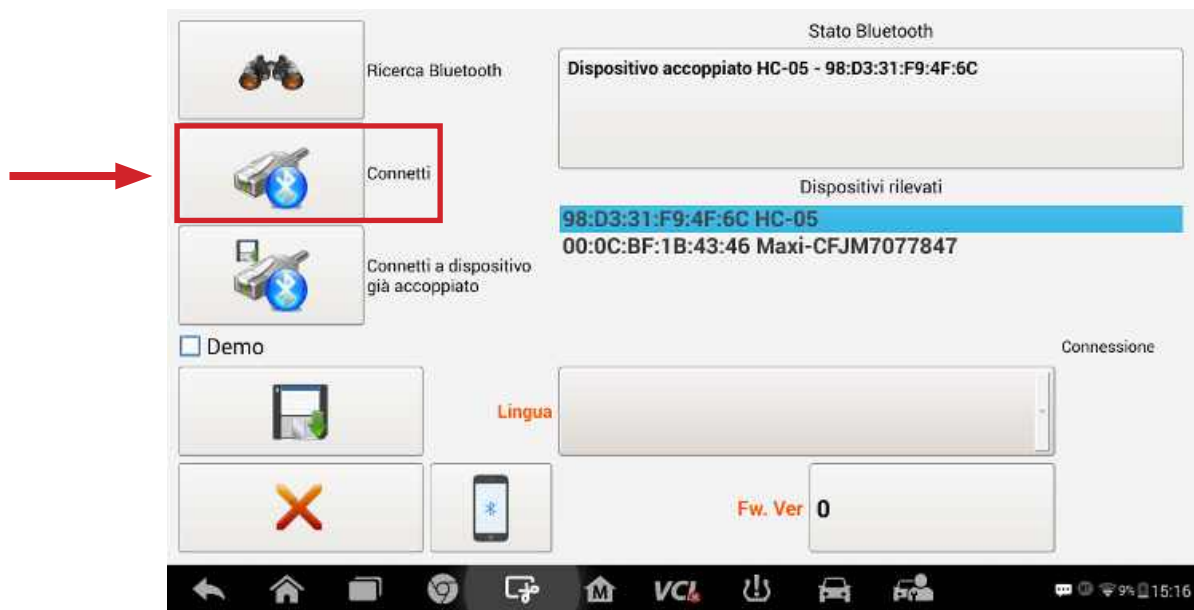 Stato Bluetooth
Ricerca Bluetooth
Dispositivo accoppiato HC-05 - 98:D3:31:F9:4F:6C
Connetti
Dispositivi rilevati
98:D3:31:F9:4F:6C HC-05
00:0C:BF:1B:43:46 Maxi-CFJM7077847
Connetti a dispositivo
già accoppiato
Demo
Connessione
Lingua
Fw. Ver 0
M
VCI
9% 15:16